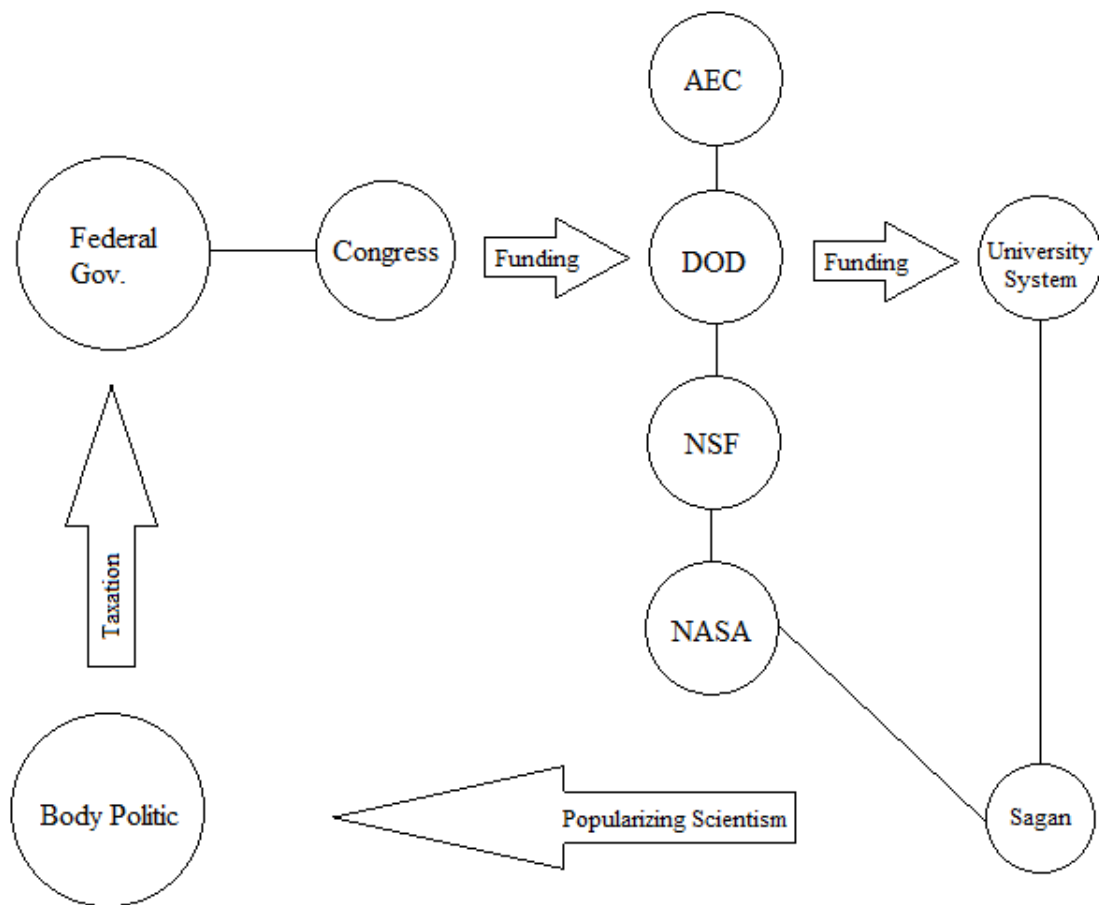 AEC
Federal
Gov.
Congress
Funding
DOD
Funding
University
System
NSF
Taxation
NASA
Body Politic
Popularizing Scientism
Sagan